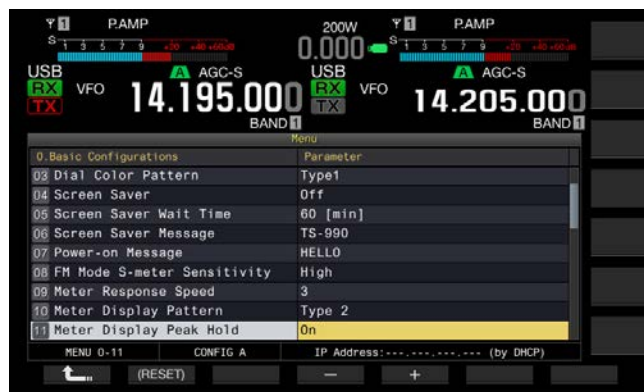 1 P.AMP 200W 1 P.AMP
S 1 3 5 7 9 +20 +40 +60dB 0.000 S 1 3 5 7 9 +20 +40 +60dB
USB A AGC-S USB A AGC-S
RX VFO 14.195.000 RX VFO 14.205.000
TX TX
BAND 1 BAND 1
Menu
0.Basic Configurations Parameter
03 Dial Color Pattern Type1
04 Screen Saver Off
05 Screen Saver Wait Time 60 [min]
06 Screen Saver Message TS-990
07 Power-on Message HELLO
08 FM Mode S-meter Sensitivity High
09 Meter Response Speed 3
10 Meter Display Pattern Type 2
11 Meter Display Peak Hold On
MENU 0-11 CONFIG A IP Address:---.---.---.--- (by DHCP)
(RESET) − +